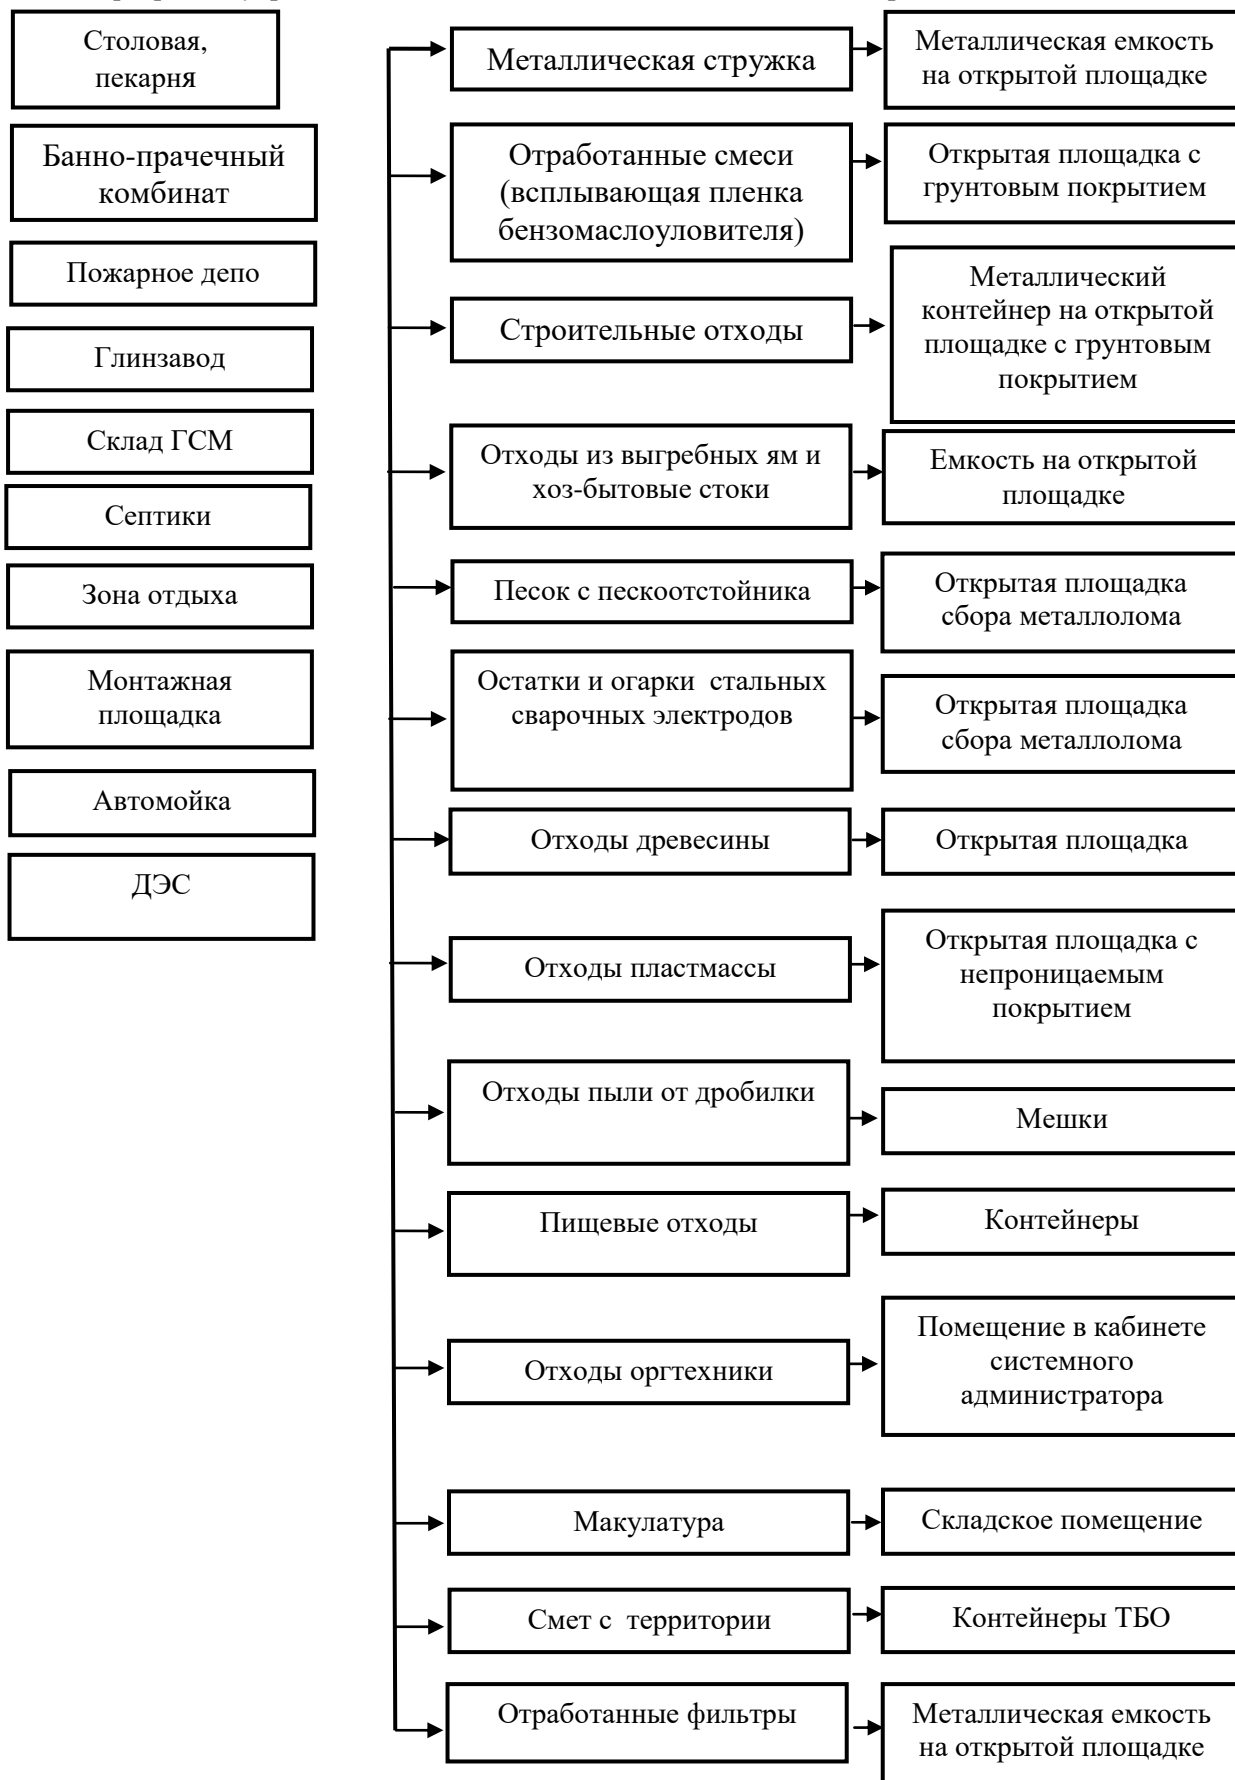 Столовая,
пекарня
Банно-прачечный
комбинат
Пожарное депо
Глинзавод
Склад ГСМ
Септики
Зона отдыха
Монтажная
площадка
Автомойка
ДЭС
Металлическая стружка
Металлическая емкость
на открытой площадке
Отработанные смеси
(всплывающая пленка
бензомаслоуловителя)
Открытая площадка с
грунтовым покрытием
Строительные отходы
Металлический
контейнер на открытой
площадке с грунтовым
покрытием
Отходы из выгребных ям и
хоз-бытовые стоки
Емкость на открытой
площадке
Песок с пескоотстойника
Открытая площадка
сбора металлолома
Остатки и огарки стальных
сварочных электродов
Открытая площадка
сбора металлолома
Отходы древесины
Открытая площадка
Отходы пластмассы
Открытая площадка с
непроницаемым
покрытием
Отходы пыли от дробилки
Мешки
Пищевые отходы
Контейнеры
Отходы оргтехники
Помещение в кабинете
системного
администратора
Макулатура
Складское помещение
Смет с территории
Контейнеры ТБО
Отработанные фильтры
Металлическая емкость
на открытой площадке